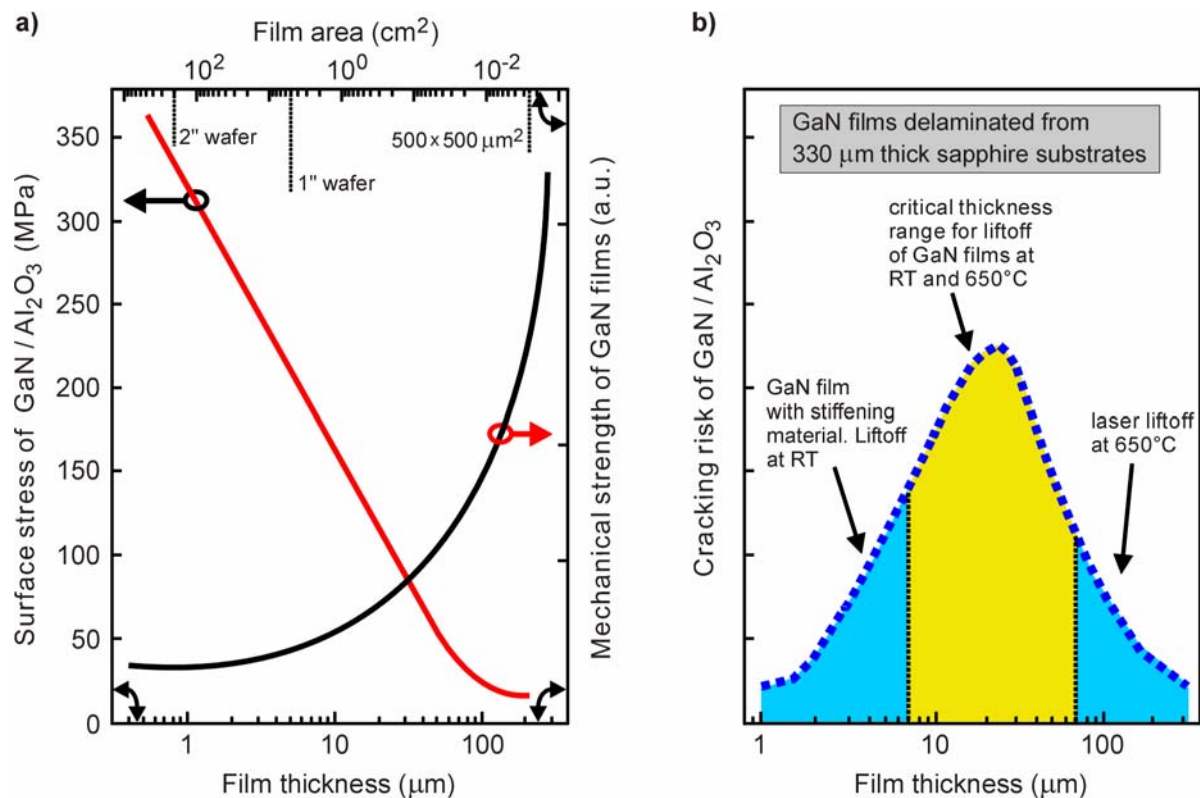 a)
Film area (cm²)
10² 10⁰ 10⁻²
2" wafer
1" wafer
500 x 500 μm²
350
300
250
200
150
100
50
0
Surface stress of GaN / Al₂O₃ (MPa)
Mechanical strength of GaN films (a.u.)
1 10 100
Film thickness (μm)
b)
GaN films delaminated from
330 μm thick sapphire substrates
critical thickness
range for liftoff
of GaN films at
RT and 650°C
GaN film
with stiffening
material. Liftoff
at RT
laser liftoff
at 650°C
Cracking risk of GaN / Al₂O₃
1 10 100
Film thickness (μm)